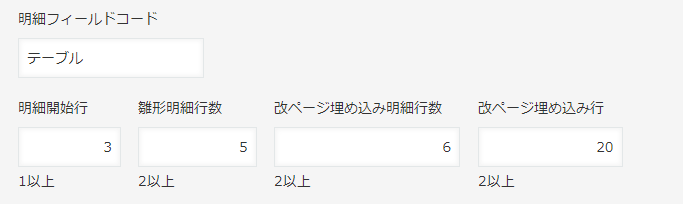 明細フィールドコード
テーブル
明細開始行 雛形明細行数 改ページ埋め込み明細行数 改ページ埋め込み行
3 5 6 20
1以上 2以上 2以上 2以上